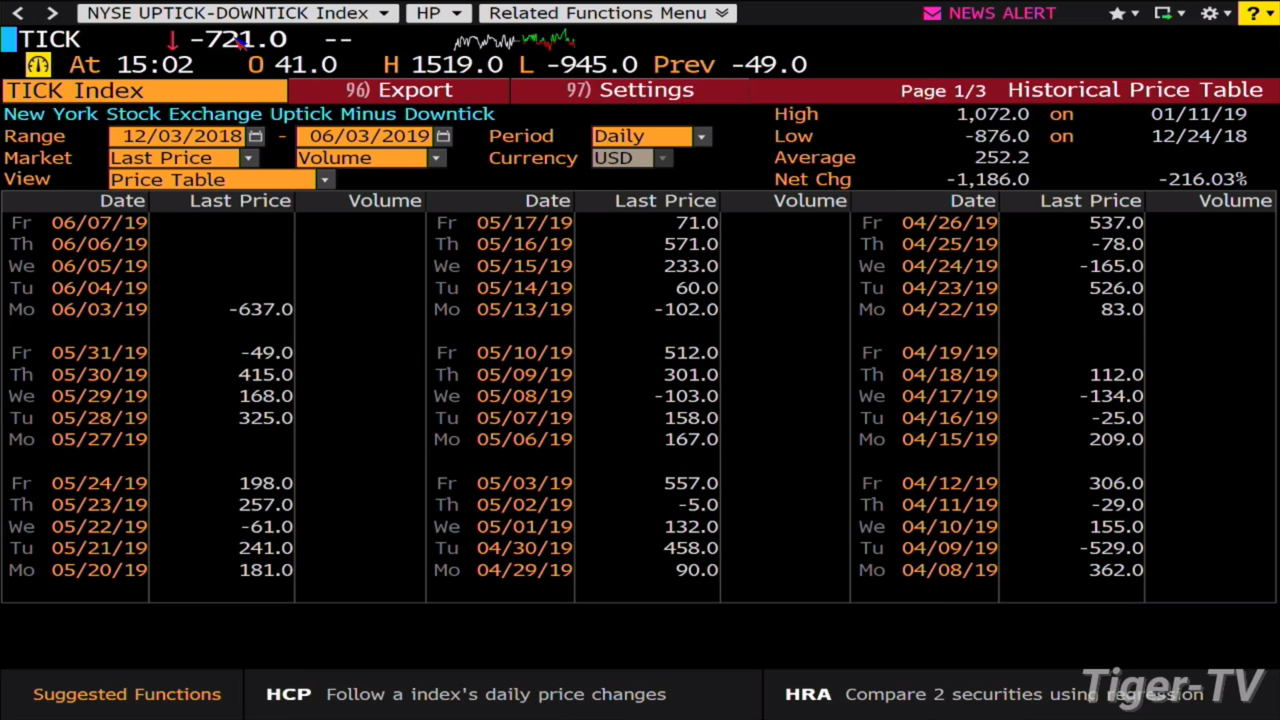 NYSE UPTICK-DOWNTICK Index HP Related Functions Menu NEWS ALERT ?
TICK ↓ -721.0 --
At 15:02 O 41.0 H 1519.0 L -945.0 Prev -49.0
TICK Index 96) Export 97) Settings Page 1/3 Historical Price Table
New York Stock Exchange Uptick Minus Downtick High 1,072.0 on 01/11/19
Range 12/03/2018 - 06/03/2019 Period Daily Low -876.0 on 12/24/18
Market Last Price Volume Currency USD Average 252.2
View Price Table Net Chg -1,186.0 -216.03%
Date Last Price Volume Date Last Price Volume Date Last Price Volume
Fr 06/07/19 Fr 05/17/19 71.0 Fr 04/26/19 537.0
Th 06/06/19 Th 05/16/19 571.0 Th 04/25/19 -78.0
We 06/05/19 We 05/15/19 233.0 We 04/24/19 -165.0
Tu 06/04/19 Tu 05/14/19 60.0 Tu 04/23/19 526.0
Mo 06/03/19 -637.0 Mo 05/13/19 -102.0 Mo 04/22/19 83.0
Fr 05/31/19 -49.0 Fr 05/10/19 512.0 Fr 04/19/19
Th 05/30/19 415.0 Th 05/09/19 301.0 Th 04/18/19 112.0
We 05/29/19 168.0 We 05/08/19 -103.0 We 04/17/19 -134.0
Tu 05/28/19 325.0 Tu 05/07/19 158.0 Tu 04/16/19 -25.0
Mo 05/27/19 Mo 05/06/19 167.0 Mo 04/15/19 209.0
Fr 05/24/19 198.0 Fr 05/03/19 557.0 Fr 04/12/19 306.0
Th 05/23/19 257.0 Th 05/02/19 -5.0 Th 04/11/19 -29.0
We 05/22/19 -61.0 We 05/01/19 132.0 We 04/10/19 155.0
Tu 05/21/19 241.0 Tu 04/30/19 458.0 Tu 04/09/19 -529.0
Mo 05/20/19 181.0 Mo 04/29/19 90.0 Mo 04/08/19 362.0
Suggested Functions HCP Follow a index's daily price changes HRA Compare 2 securities using regression
Tiger-TV